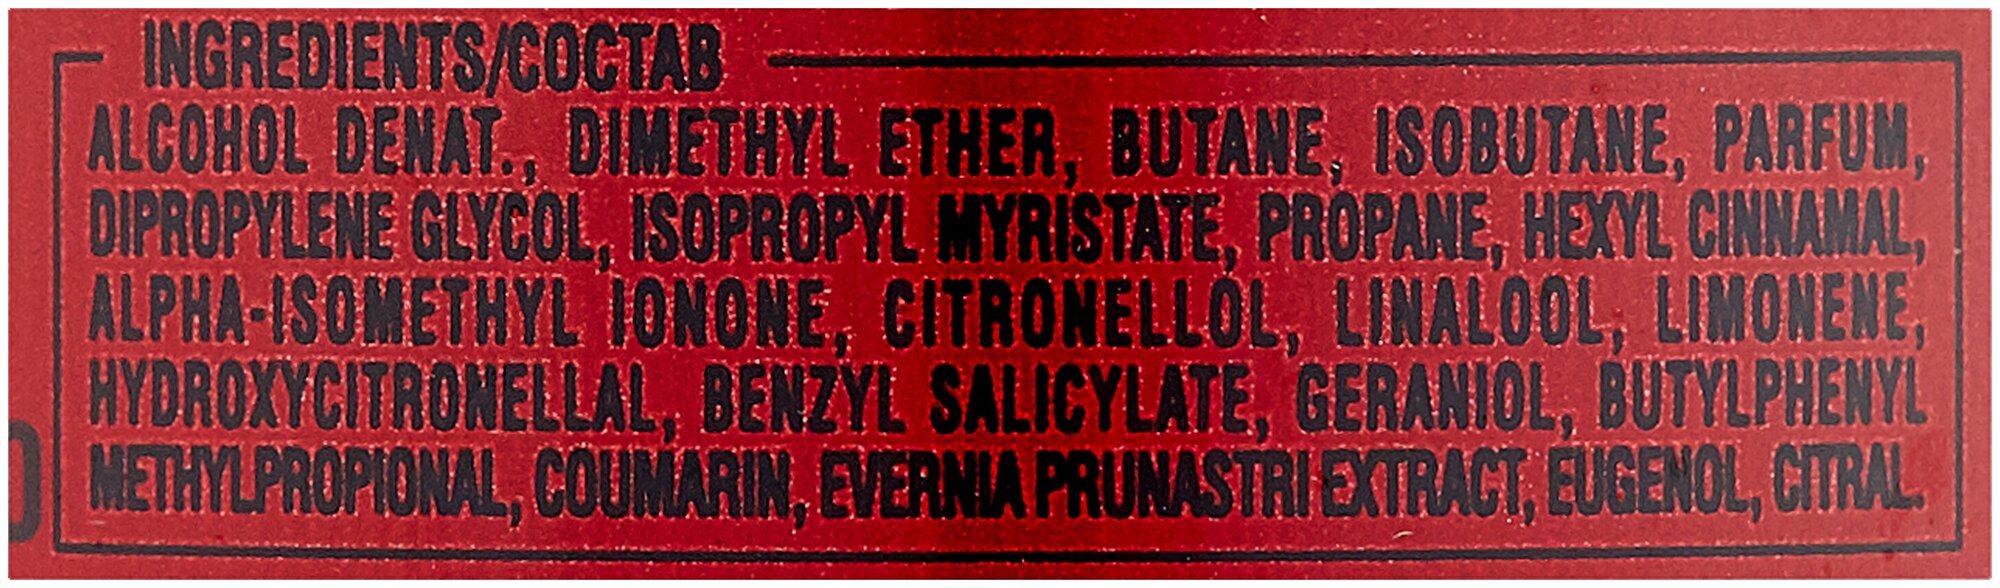 INGREDIENTS/СОСТАВ
ALCOHOL DENAT., DIMETHYL ETHER, BUTANE, ISOBUTANE, PARFUM,
DIPROPYLENE GLYCOL, ISOPROPYL MYRISTATE, PROPANE, HEXYL CINNAMAL,
ALPHA-ISOMETHYL IONONE, CITRONELLOL, LINALOOL, LIMONENE,
HYDROXYCITRONELLAL, BENZYL SALICYLATE, GERANIOL, BUTYLPHENYL
METHYLPROPIONAL, COUMARIN, EVERNIA PRUNASTRI EXTRACT, EUGENOL, CITRAL.